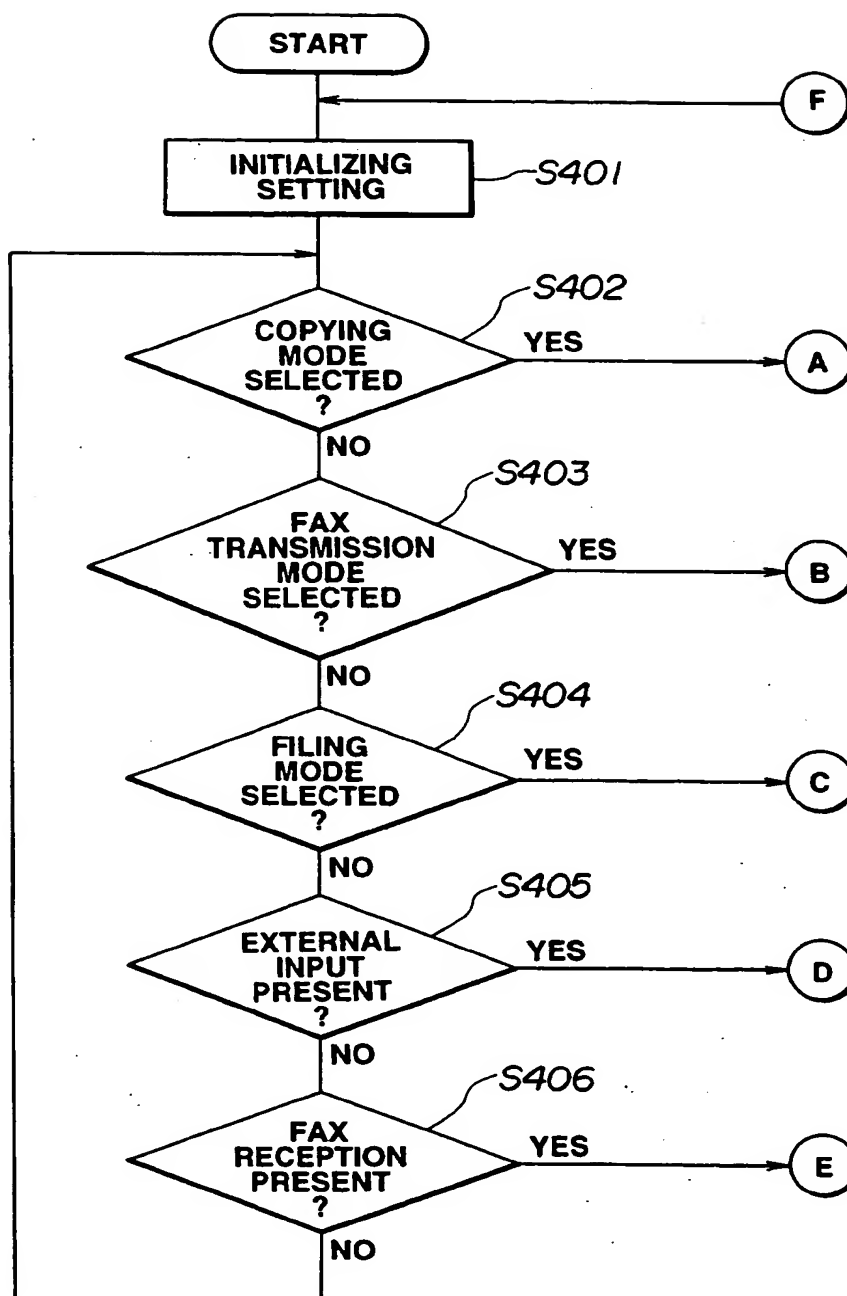 START
F
INITIALIZING
SETTING
S401
S402
COPYING
MODE
SELECTED
?
YES
A
NO
S403
FAX
TRANSMISSION
MODE
SELECTED
?
YES
B
NO
S404
FILING
MODE
SELECTED
?
YES
C
NO
S405
EXTERNAL
INPUT
PRESENT
?
YES
D
NO
S406
FAX
RECEPTION
PRESENT
?
YES
E
NO